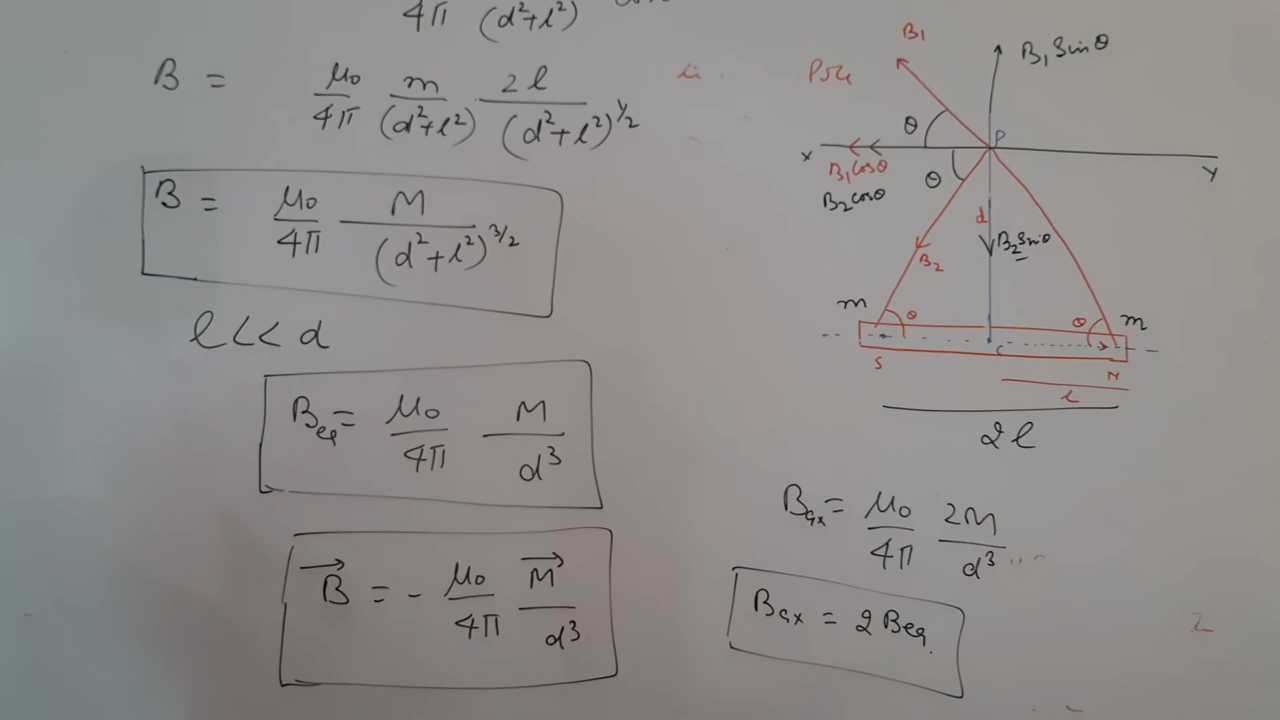 4π (d²+l²)
B = μ₀/4π m/(d²+l²) 2l/(d²+l²)^1/2
B = μ₀/4π M/(d²+l²)^3/2
l << d
Beq = μ₀/4π M/d³
B⃗ = - μ₀/4π M⃗/d³
B₁
B₁ Sinθ
θ
P
X
Y
B₁cosθ
θ
B₂cosθ
d
B₂Sinθ
B₂
m
θ
θ
m
C
S
N
l
2l
Bax = μ₀/4π 2M/d³
Bax = 2 Beq.
2